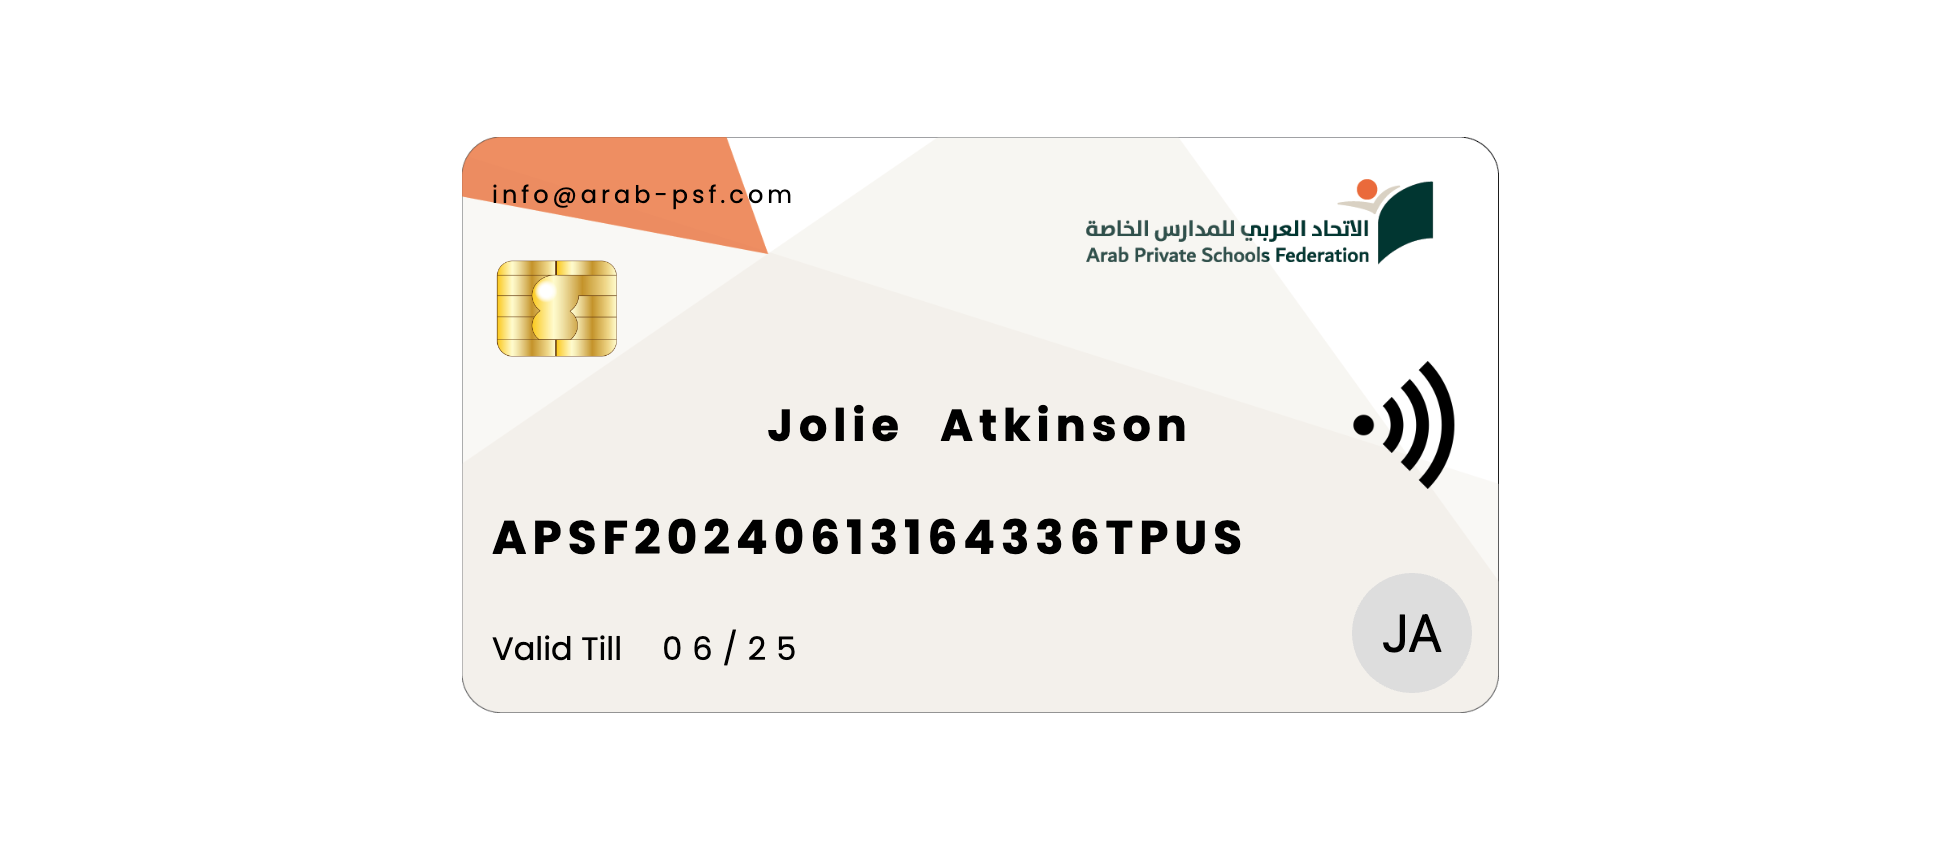 info@arab-psf.com
الاتحاد العربي للمدارس الخاصة
Arab Private Schools Federation
Jolie Atkinson
APSF20240613164336TPUS
Valid Till 06/25
JA